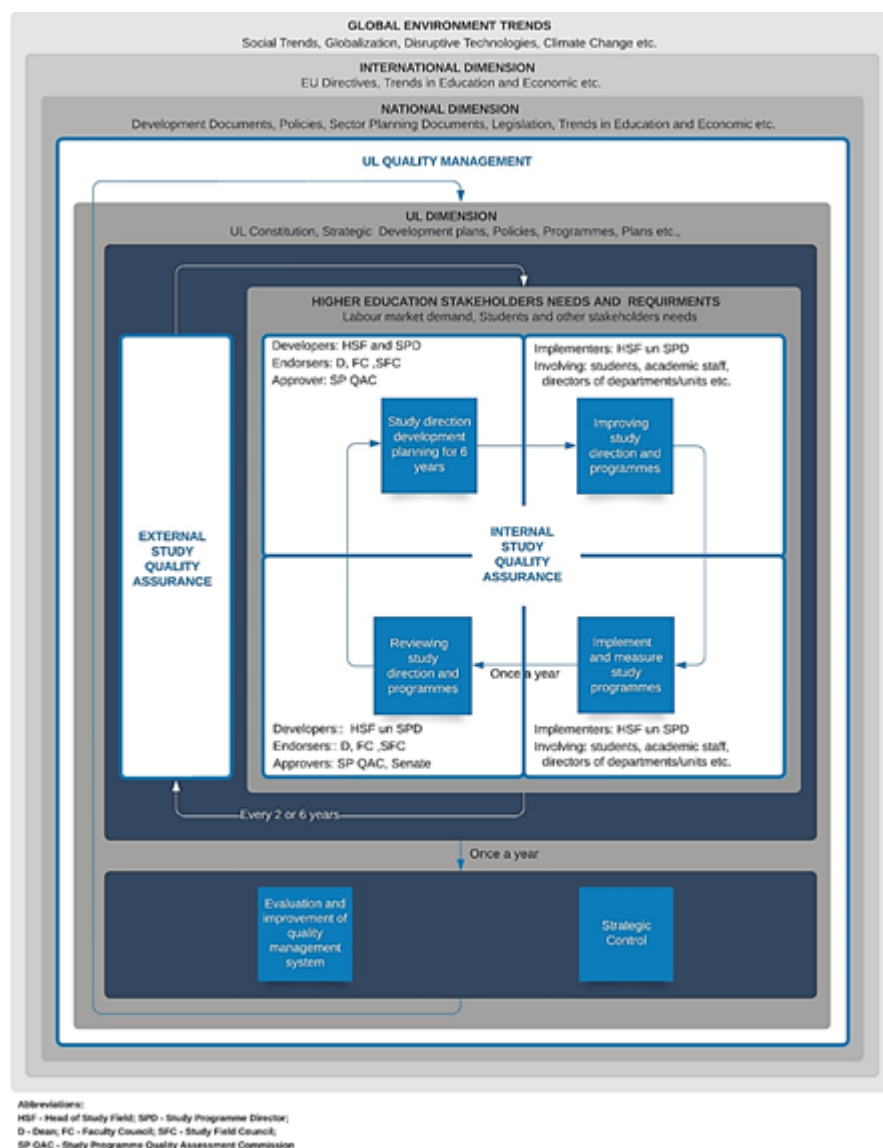 GLOBAL ENVIRONMENT TRENDS
Social Trends, Globalization, Disruptive Technologies, Climate Change etc.
INTERNATIONAL DIMENSION
EU Directives, Trends in Education and Economic etc.
NATIONAL DIMENSION
Development Documents, Policies, Sector Planning Documents, Legislation, Trends in Education and Economic etc.
UL QUALITY MANAGEMENT
UL DIMENSION
UL Constitution, Strategic Development plans, Policies, Programmes, Plans etc.,
HIGHER EDUCATION STAKEHOLDERS NEEDS AND REQUIRMENTS
Labour market demand, Students and other stakeholders needs
Developers: HSF and SPD
Endorsers: D, FC ,SFC
Approver: SP QAC
Implementers: HSF un SPD
Involving: students, academic staff,
directors of departments/units etc.
Study direction
development
planning for 6
years
Improving
study
direction and
programmes
EXTERNAL
STUDY
QUALITY
ASSURANCE
INTERNAL
STUDY
QUALITY
ASSURANCE
Reviewing
study
direction and
programmes
Once a year
Implement
and measure
study
programmes
Developers:: HSF un SPD
Endorsers:: D, FC ,SFC
Approvers: SP QAC, Senate
Implementers: HSF un SPD
Involving: students, academic staff,
directors of departments/units etc.
Every 2 or 6 years
Once a year
Evaluation and
improvement of
quality
management
system
Strategic
Control
Abbreviations:
HSF - Head of Study Field; SPD - Study Programme Director;
D - Dean; FC - Faculty Council; SFC - Study Field Council;
SP QAC - Study Programme Quality Assessment Commission